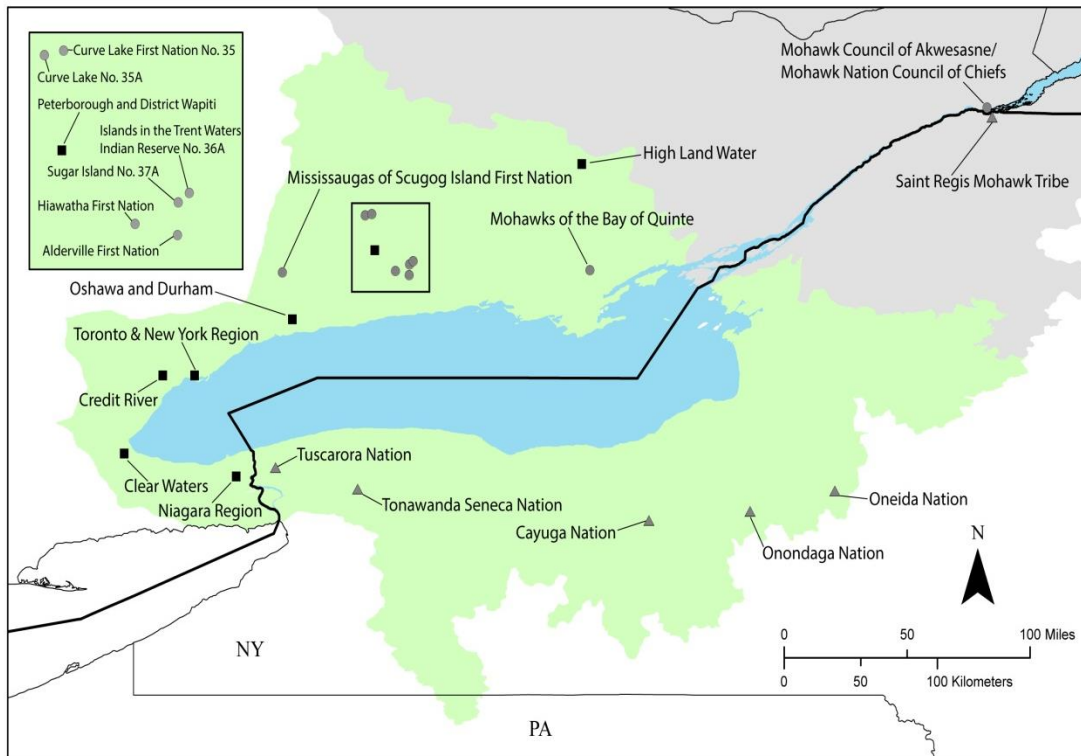 Curve Lake First Nation No. 35
Curve Lake No. 35A
Peterborough and District Wapiti
Islands in the Trent Waters
Indian Reserve No. 36A
Sugar Island No. 37A
Hiawatha First Nation
Alderville First Nation
Mohawk Council of Akwesasne/
Mohawk Nation Council of Chiefs
High Land Water
Saint Regis Mohawk Tribe
Mississaugas of Scugog Island First Nation
Mohawks of the Bay of Quinte
Oshawa and Durham
Toronto & New York Region
Credit River
Clear Waters
Niagara Region
Tuscarora Nation
Tonawanda Seneca Nation
Cayuga Nation
Oneida Nation
Onondaga Nation
N
0 50 100 Miles
0 50 100 Kilometers
NY
PA